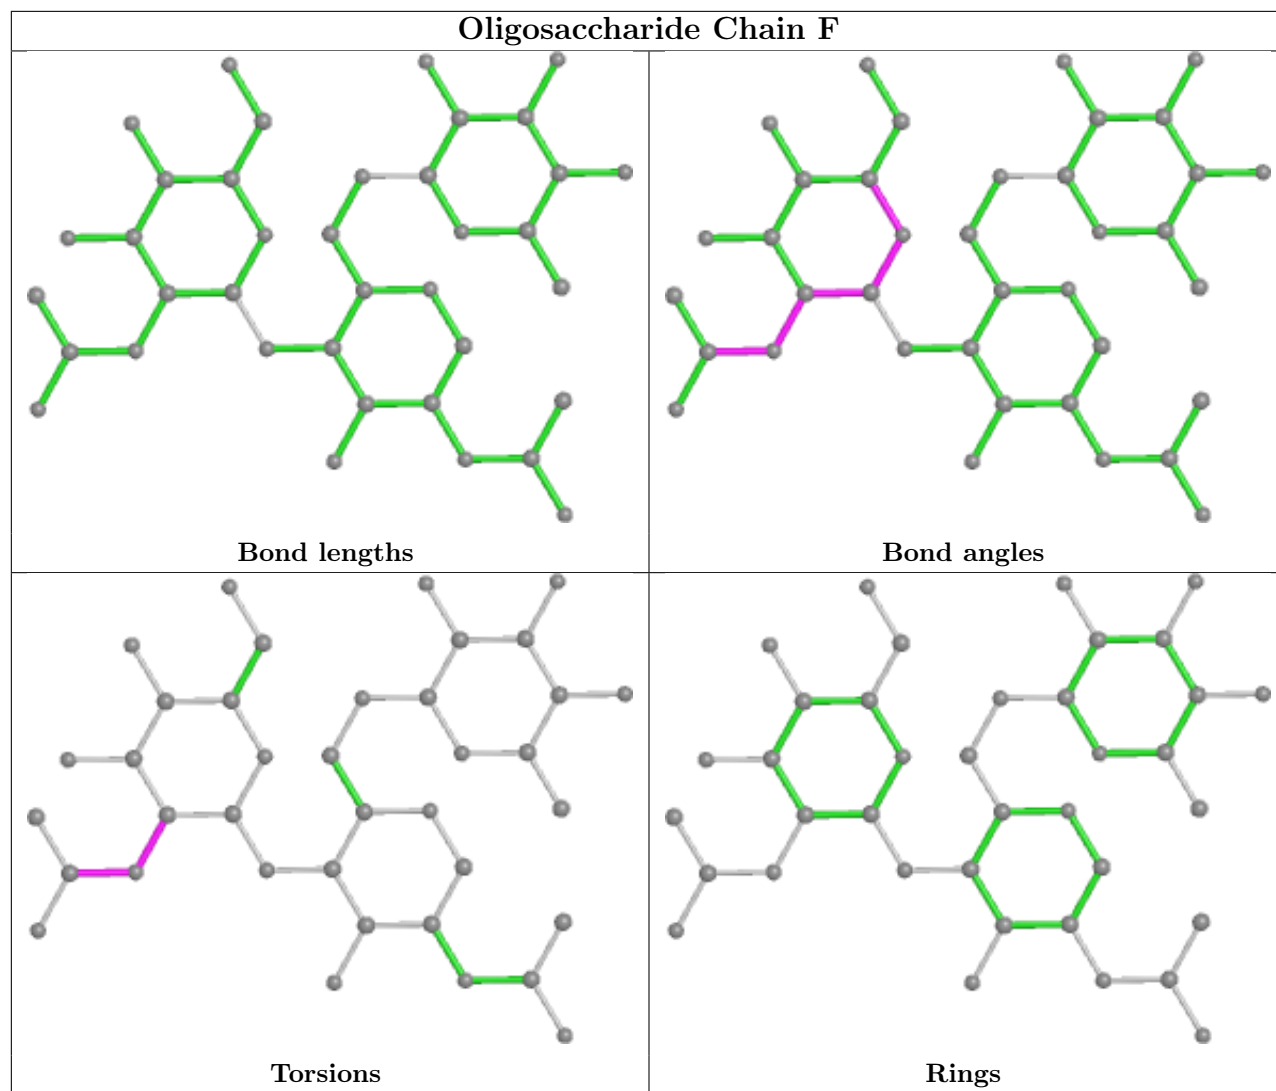 Oligosaccharide Chain F
Bond lengths
Bond angles
Torsions
Rings